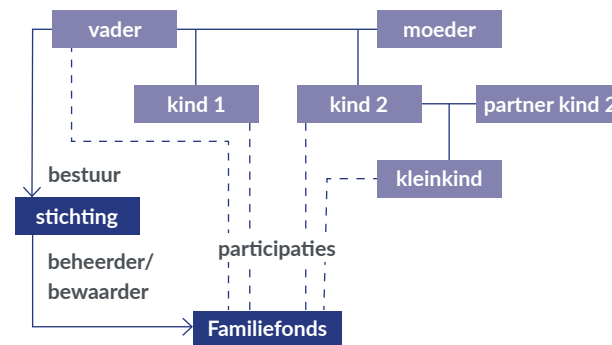 vader
moeder
kind 1
kind 2
partner kind 2
kleinkind
bestuur
stichting
participaties
beheerder/
bewaarder
Familiefonds